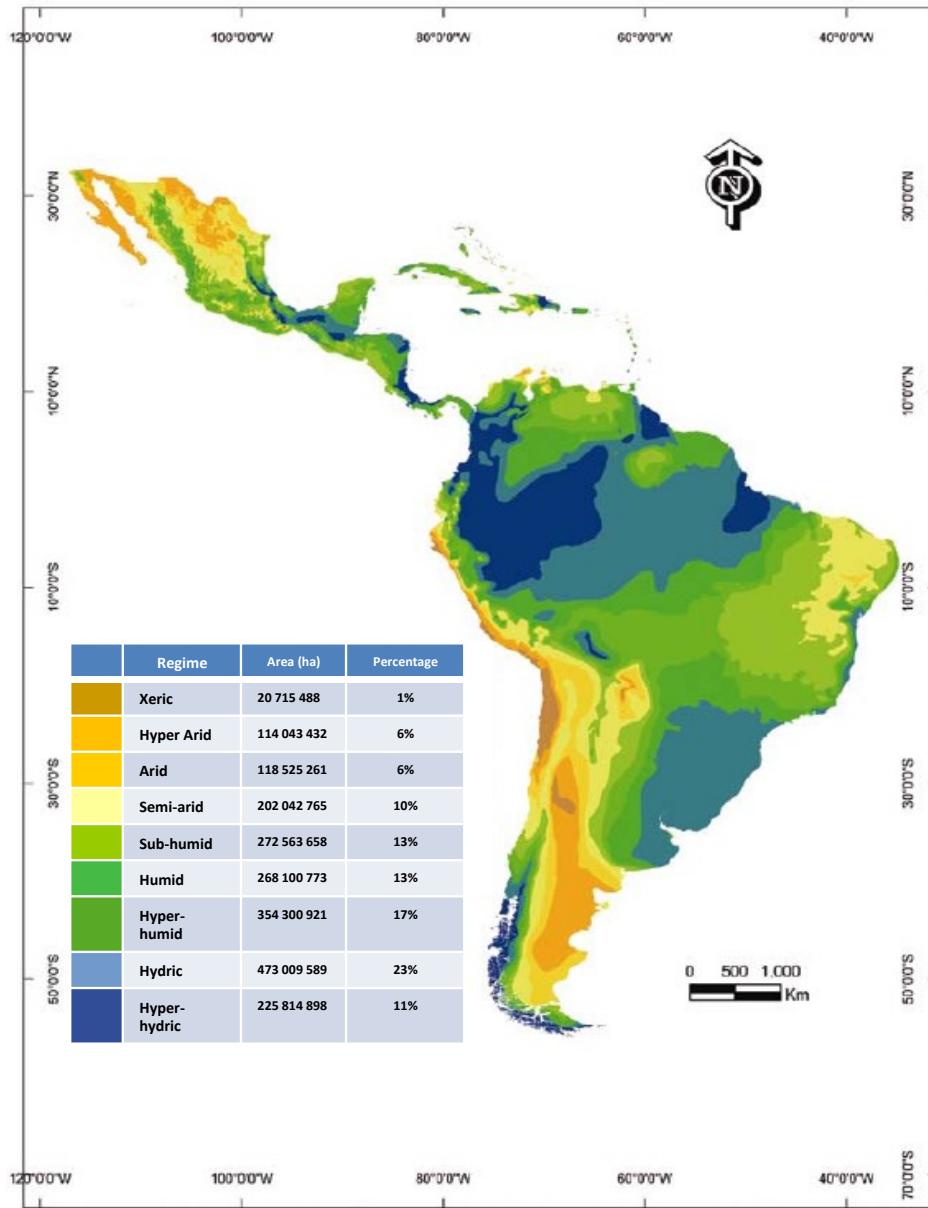 120°0'0"W 100°0'0"W 80°0'0"W 60°0'0"W 40°0'0"W
N
30°0'0"N 30°0'0"N
10°0'0"N 10°0'0"N
10°0'0"S 10°0'0"S
Regime Area (ha) Percentage
Xeric 20 715 488 1%
Hyper Arid 114 043 432 6%
Arid 118 525 261 6%
Semi-arid 202 042 765 10%
Sub-humid 272 563 658 13%
Humid 268 100 773 13%
Hyper- 354 300 921 17%
humid
Hydric 473 009 589 23%
Hyper- 225 814 898 11%
hydric
30°0'0"S 30°0'0"S
0 500 1,000
Km
50°0'0"S 50°0'0"S
70°0'0"S
120°0'0"W 100°0'0"W 80°0'0"W 60°0'0"W 40°0'0"W